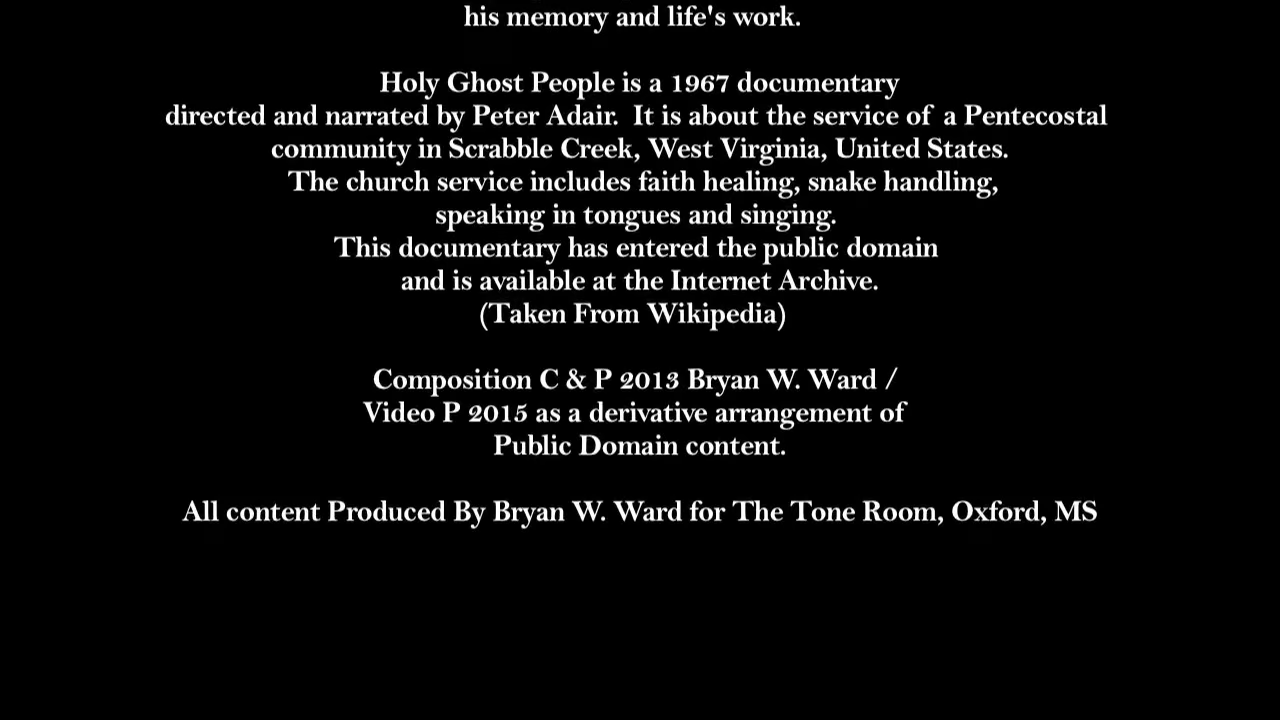 his memory and life's work.
Holy Ghost People is a 1967 documentary
directed and narrated by Peter Adair.  It is about the service of  a Pentecostal
community in Scrabble Creek, West Virginia, United States.
The church service includes faith healing, snake handling,
speaking in tongues and singing.
This documentary has entered the public domain
and is available at the Internet Archive.
(Taken From Wikipedia)
Composition C & P 2013 Bryan W. Ward /
Video P 2015 as a derivative arrangement of
Public Domain content.
All content Produced By Bryan W. Ward for The Tone Room, Oxford, MS